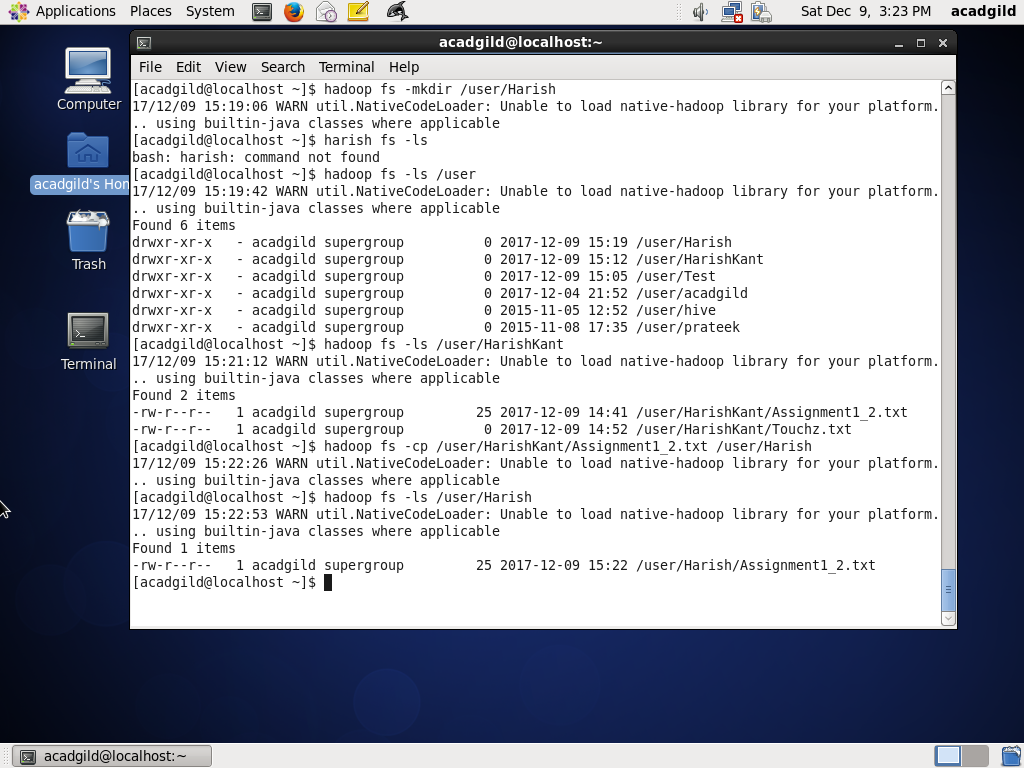 Applications Places System Sat Dec 9, 3:23 PM acadgild
acadgild@localhost:~
File Edit View Search Terminal Help
Computer
acadgild's Hon
Trash
Terminal
[acadgild@localhost ~]$ hadoop fs -mkdir /user/Harish
17/12/09 15:19:06 WARN util.NativeCodeLoader: Unable to load native-hadoop library for your platform.
.. using builtin-java classes where applicable
[acadgild@localhost ~]$ harish fs -ls
bash: harish: command not found
[acadgild@localhost ~]$ hadoop fs -ls /user
17/12/09 15:19:42 WARN util.NativeCodeLoader: Unable to load native-hadoop library for your platform.
.. using builtin-java classes where applicable
Found 6 items
drwxr-xr-x   - acadgild supergroup          0 2017-12-09 15:19 /user/Harish
drwxr-xr-x   - acadgild supergroup          0 2017-12-09 15:12 /user/HarishKant
drwxr-xr-x   - acadgild supergroup          0 2017-12-09 15:05 /user/Test
drwxr-xr-x   - acadgild supergroup          0 2017-12-04 21:52 /user/acadgild
drwxr-xr-x   - acadgild supergroup          0 2015-11-05 12:52 /user/hive
drwxr-xr-x   - acadgild supergroup          0 2015-11-08 17:35 /user/prateek
[acadgild@localhost ~]$ hadoop fs -ls /user/HarishKant
17/12/09 15:21:12 WARN util.NativeCodeLoader: Unable to load native-hadoop library for your platform.
.. using builtin-java classes where applicable
Found 2 items
-rw-r--r--   1 acadgild supergroup         25 2017-12-09 14:41 /user/HarishKant/Assignment1_2.txt
-rw-r--r--   1 acadgild supergroup          0 2017-12-09 14:52 /user/HarishKant/Touchz.txt
[acadgild@localhost ~]$ hadoop fs -cp /user/HarishKant/Assignment1_2.txt /user/Harish
17/12/09 15:22:26 WARN util.NativeCodeLoader: Unable to load native-hadoop library for your platform.
.. using builtin-java classes where applicable
[acadgild@localhost ~]$ hadoop fs -ls /user/Harish
17/12/09 15:22:53 WARN util.NativeCodeLoader: Unable to load native-hadoop library for your platform.
.. using builtin-java classes where applicable
Found 1 items
-rw-r--r--   1 acadgild supergroup         25 2017-12-09 15:22 /user/Harish/Assignment1_2.txt
[acadgild@localhost ~]$
acadgild@localhost:~